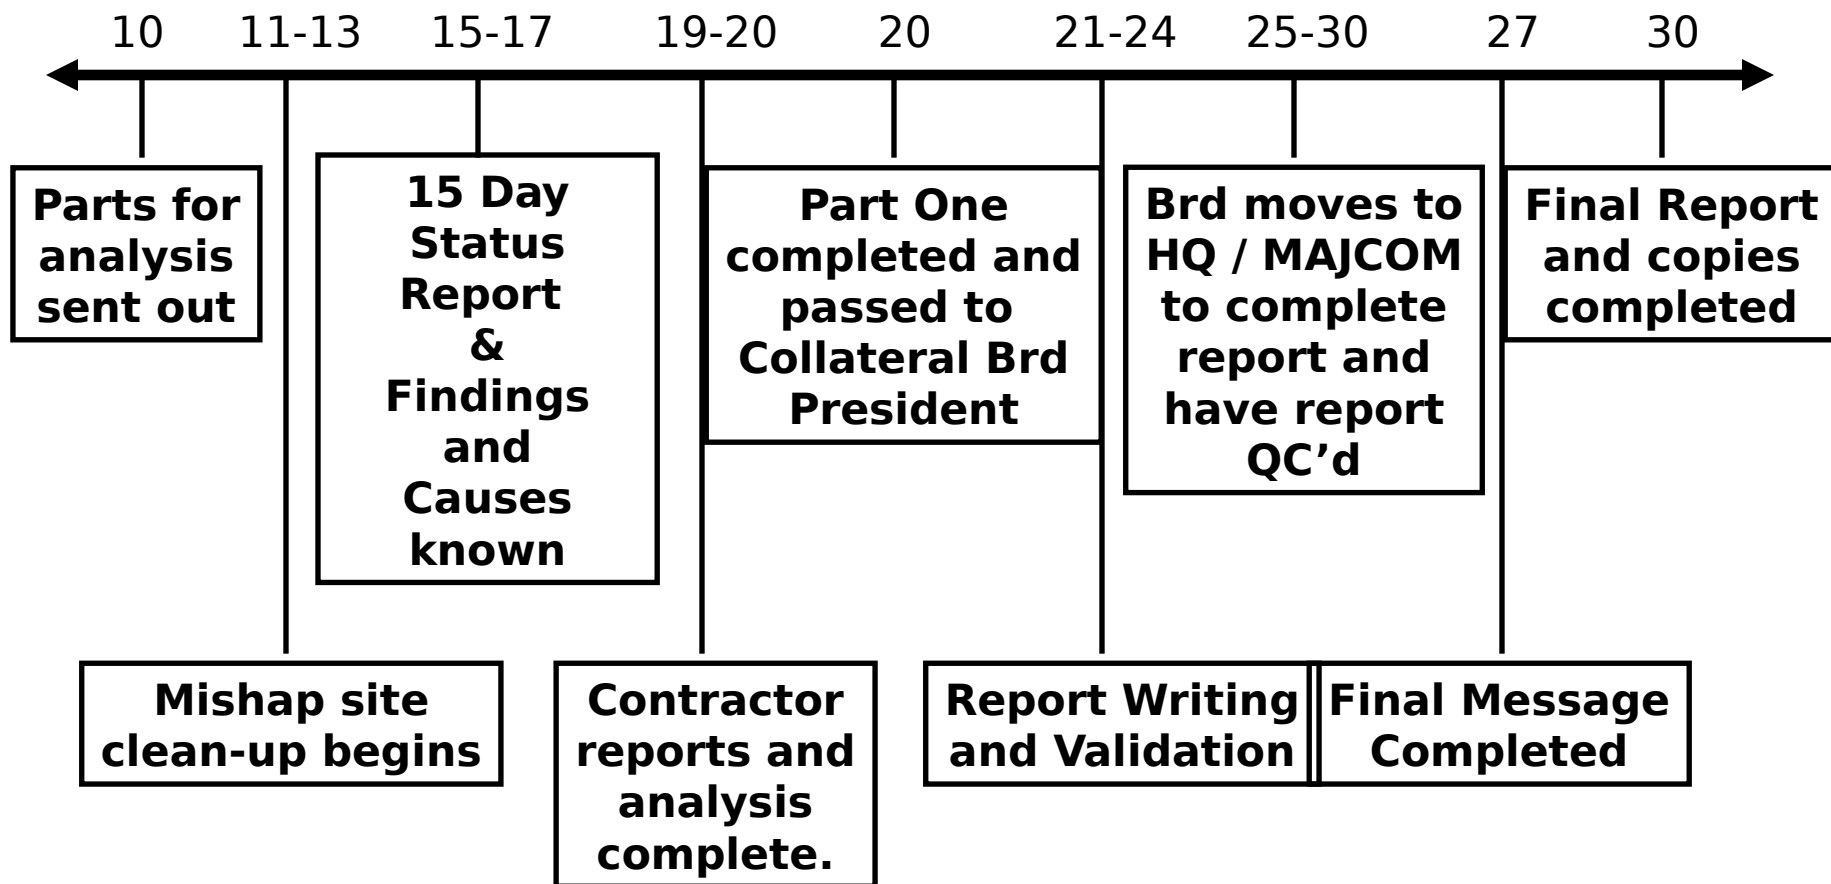 10 11-13 15-17 19-20 20 21-24 25-30 27 30
Parts for
analysis
sent out
15 Day
Status
Report
&
Findings
and
Causes
known
Part One
completed and
passed to
Collateral Brd
President
Brd moves to
HQ / MAJCOM
to complete
report and
have report
QC’d
Final Report
and copies
completed
Mishap site
clean-up begins
Contractor
reports and
analysis
complete.
Report Writing
and Validation
Final Message
Completed